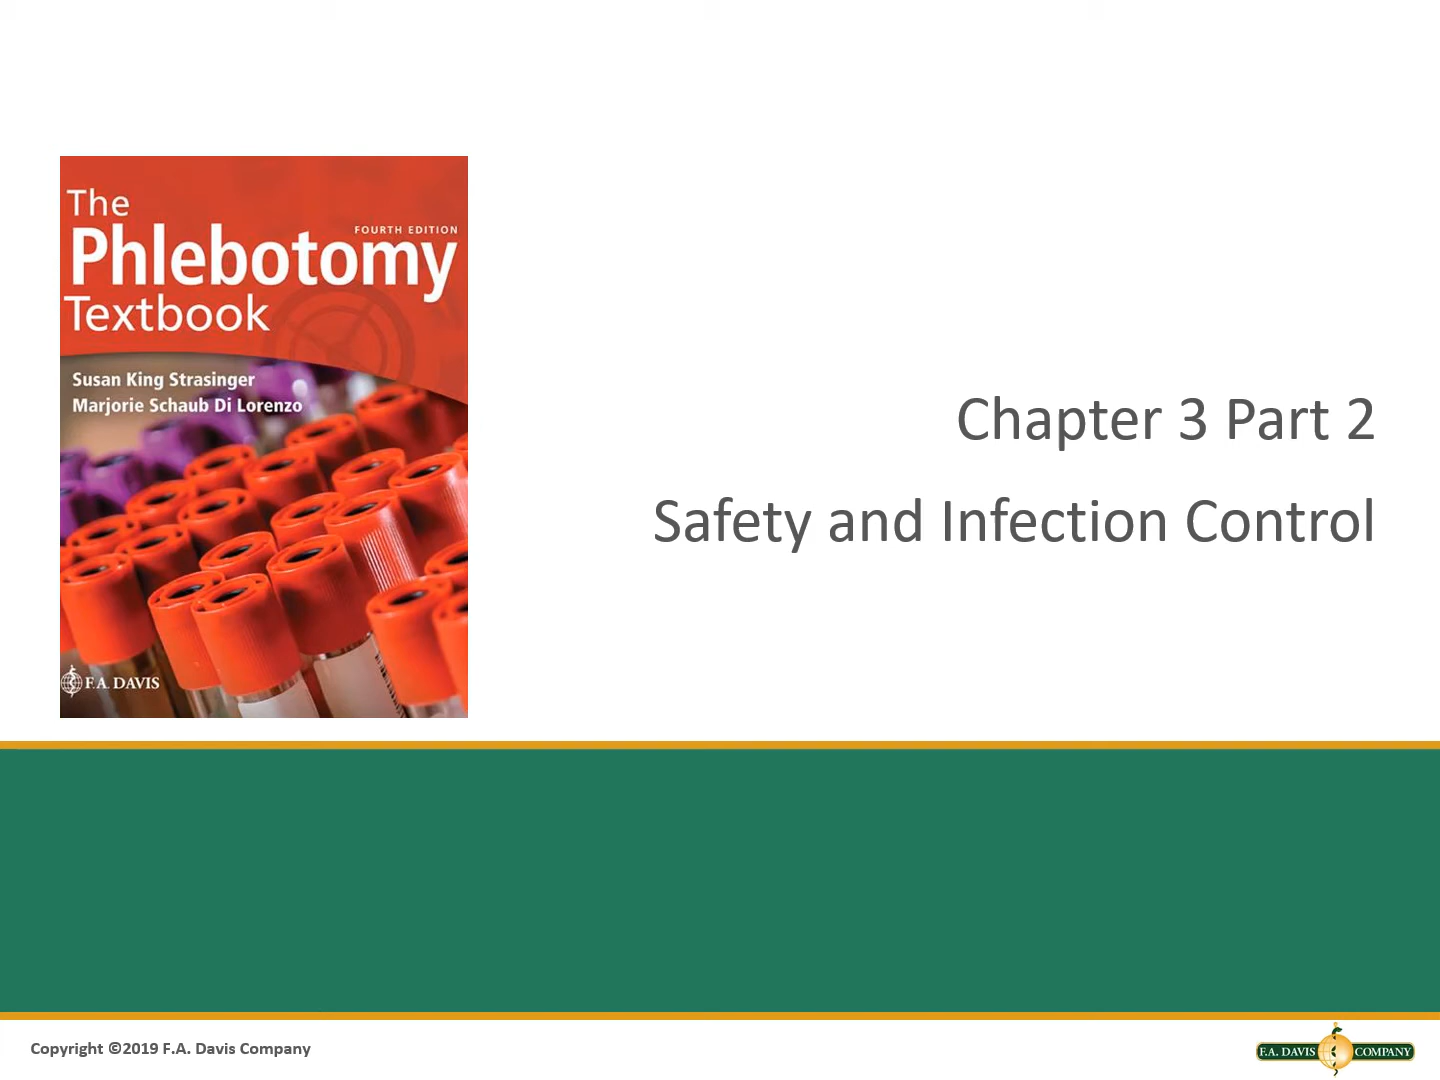 The
FOURTH EDITION
Phlebotomy
Textbook
Susan King Strasinger
Marjorie Schaub Di Lorenzo
F.A. DAVIS
Chapter 3 Part 2
Safety and Infection Control
Copyright ©2019 F.A. Davis Company
F.A. DAVIS COMPANY